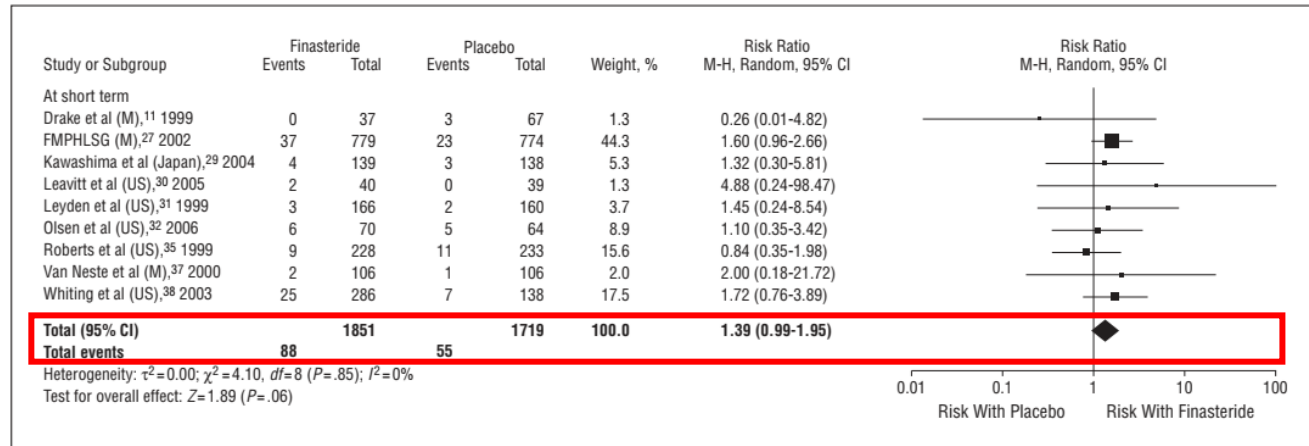 Finasteride Placebo Risk Ratio Risk Ratio
Study or Subgroup Events Total Events Total Weight, % M-H, Random, 95% CI M-H, Random, 95% CI
At short term
Drake et al (M),11 1999 0 37 3 67 1.3 0.26 (0.01-4.82)
FMPHLSG (M),27 2002 37 779 23 774 44.3 1.60 (0.96-2.66)
Kawashima et al (Japan),29 2004 4 139 3 138 5.3 1.32 (0.30-5.81)
Leavitt et al (US),30 2005 2 40 0 39 1.3 4.88 (0.24-98.47)
Leyden et al (US),31 1999 3 166 2 160 3.7 1.45 (0.24-8.54)
Olsen et al (US),32 2006 6 70 5 64 8.9 1.10 (0.35-3.42)
Roberts et al (US),35 1999 9 228 11 233 15.6 0.84 (0.35-1.98)
Van Neste et al (M),37 2000 2 106 1 106 2.0 2.00 (0.18-21.72)
Whiting et al (US),38 2003 25 286 7 138 17.5 1.72 (0.76-3.89)
Total (95% CI) 1851 1719 100.0 1.39 (0.99-1.95)
Total events 88 55
Heterogeneity: τ2=0.00; χ2=4.10, df=8 (P=.85); I2=0%
Test for overall effect: Z=1.89 (P=.06)
0.01 0.10 1 10 100
Risk With Placebo Risk With Finasteride